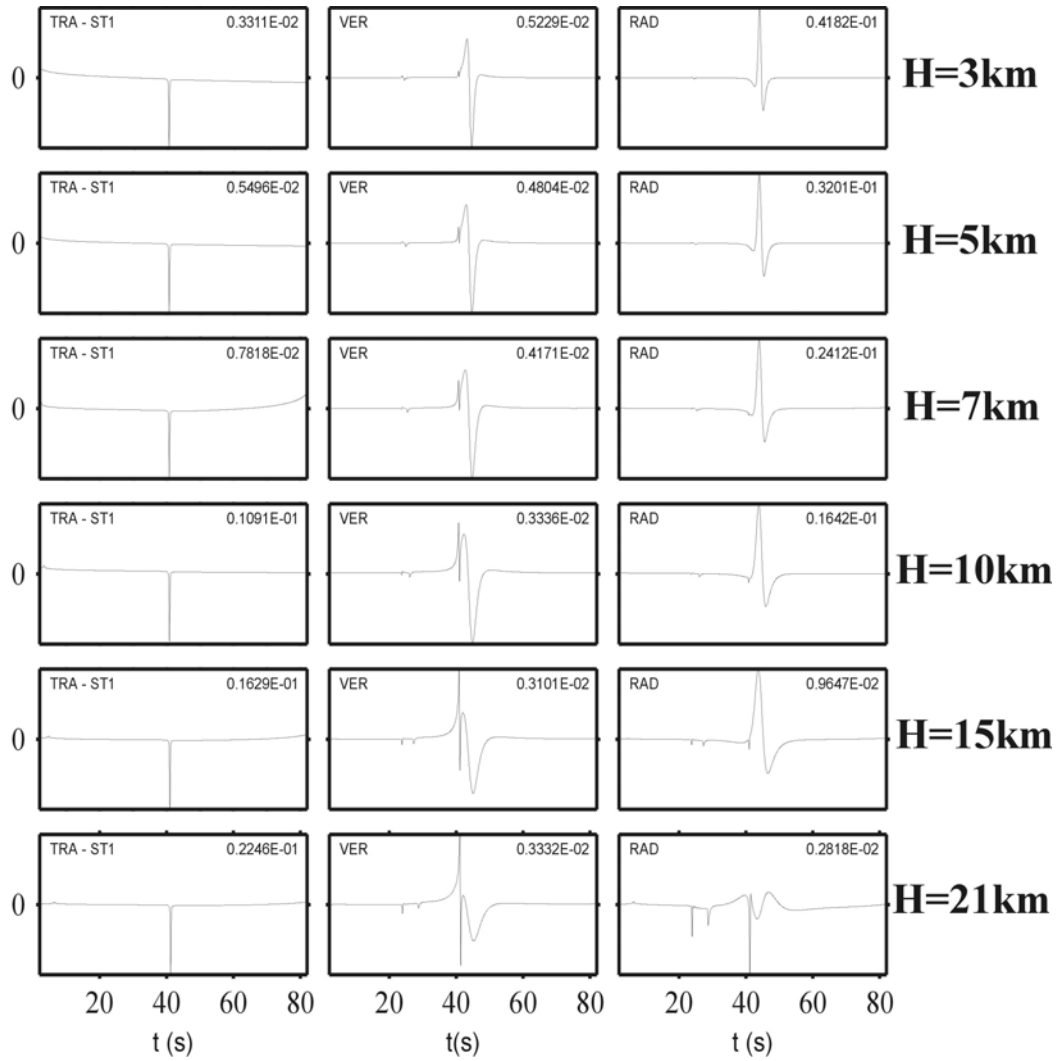 TRA - ST1 0.3311E-02 VER 0.5229E-02 RAD 0.4182E-01
0 H=3km
TRA - ST1 0.5496E-02 VER 0.4804E-02 RAD 0.3201E-01
0 H=5km
TRA - ST1 0.7818E-02 VER 0.4171E-02 RAD 0.2412E-01
0 H=7km
TRA - ST1 0.1091E-01 VER 0.3336E-02 RAD 0.1642E-01
0 H=10km
TRA - ST1 0.1629E-01 VER 0.3101E-02 RAD 0.9647E-02
0 H=15km
TRA - ST1 0.2246E-01 VER 0.3332E-02 RAD 0.2818E-02
0 H=21km
20 40 60 80 20 40 60 80 20 40 60 80
t (s) t(s) t (s)